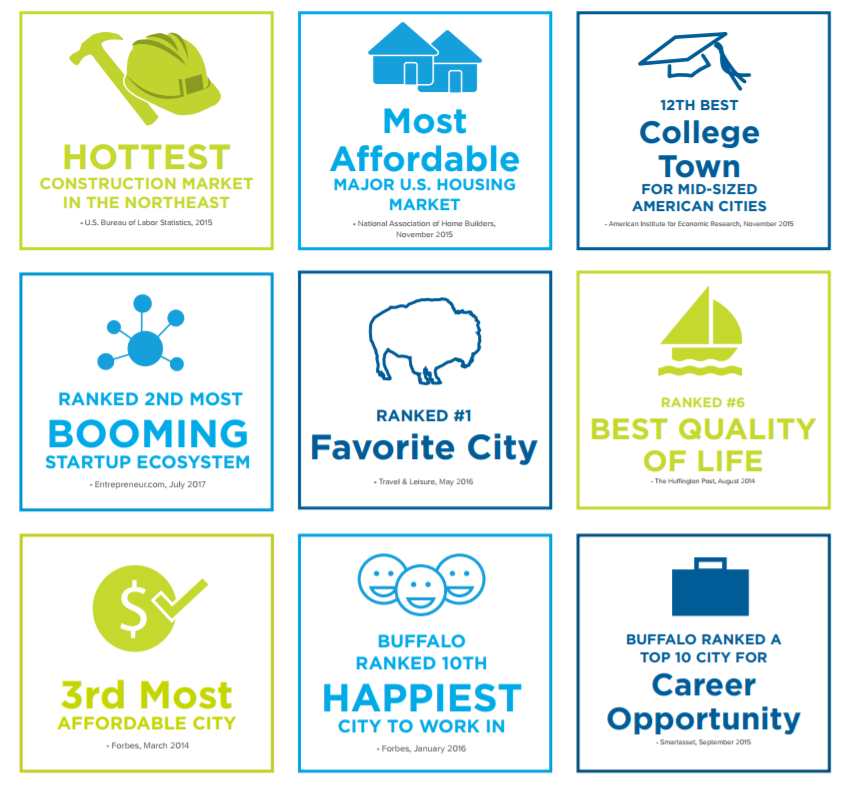 HOTTEST
CONSTRUCTION MARKET
IN THE NORTHEAST
• U.S. Bureau of Labor Statistics, 2015
Most
Affordable
MAJOR U.S. HOUSING
MARKET
• National Association of Home Builders,
November 2015
12TH BEST
College
Town
FOR MID-SIZED
AMERICAN CITIES
- American Institute for Economic Research, November 2015
RANKED 2ND MOST
BOOMING
STARTUP ECOSYSTEM
• Entrepreneur.com, July 2017
RANKED #1
Favorite City
• Travel & Leisure, May 2016
RANKED #6
BEST QUALITY
OF LIFE
• The Huffington Post, August 2014
$
3rd Most
AFFORDABLE CITY
• Forbes, March 2014
BUFFALO
RANKED 10TH
HAPPIEST
CITY TO WORK IN
• Forbes, January 2016
BUFFALO RANKED A
TOP 10 CITY FOR
Career
Opportunity
• Smartasset, September 2015